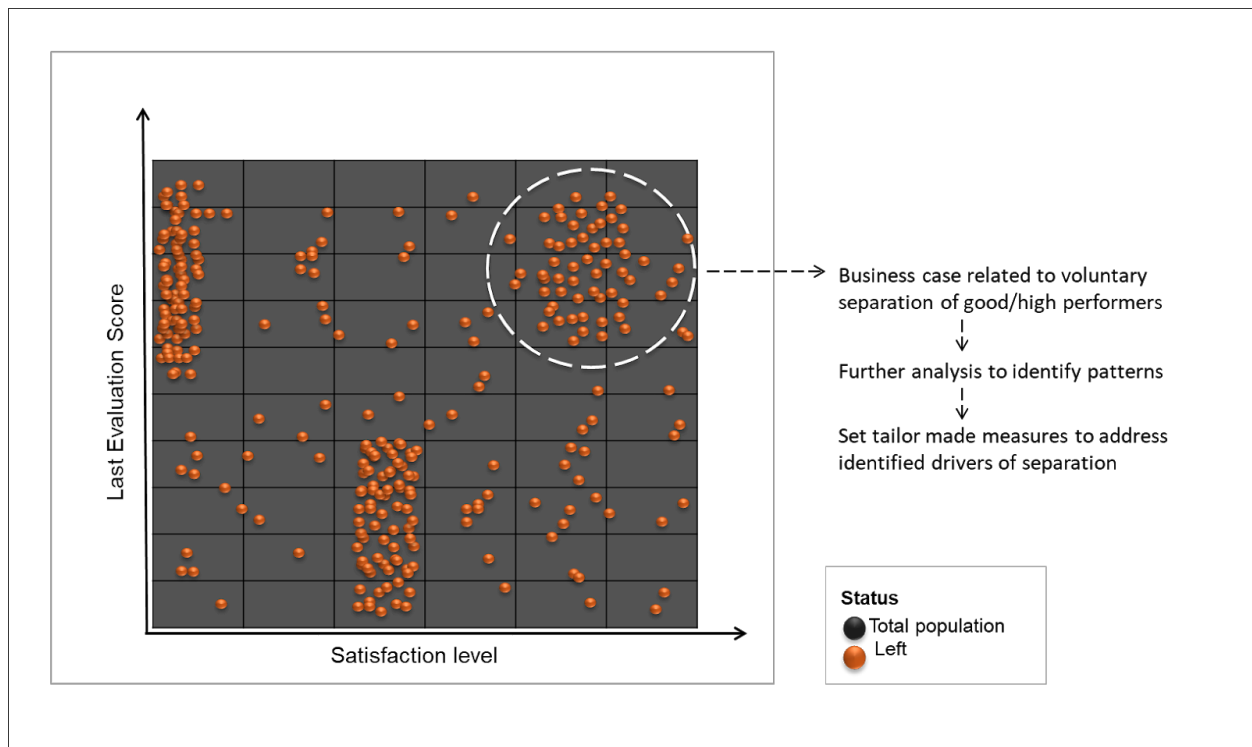 Last Evaluation Score
Satisfaction level
Business case related to voluntary
separation of good/high performers
Further analysis to identify patterns
Set tailor made measures to address
identified drivers of separation
Status
Total population
Left